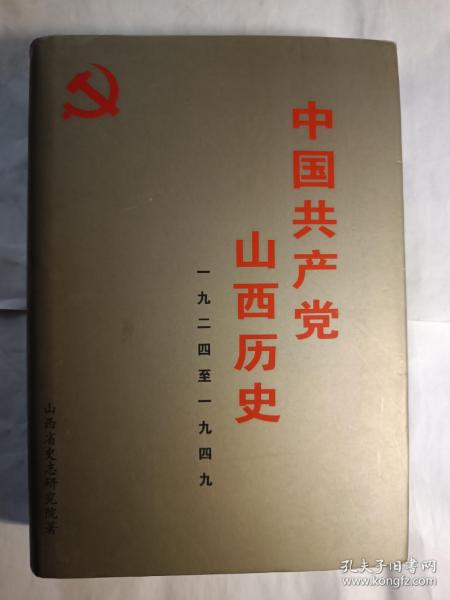 中国共产党
山西历史
一九二四至一九四九
山西省史志研究院著
孔夫子旧书网
www.kongfz.com